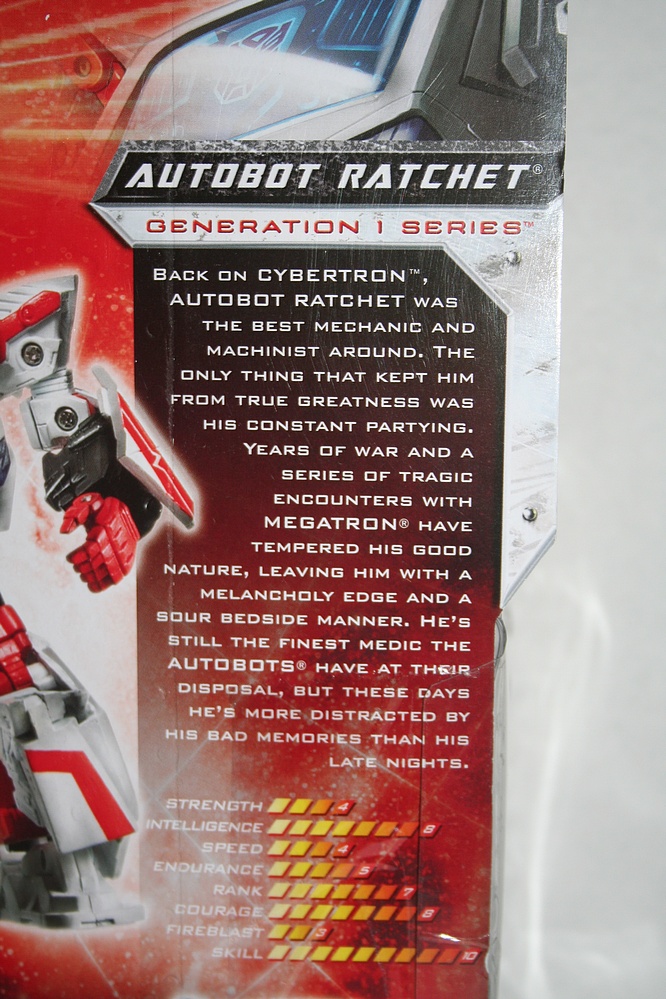 AUTOBOT RATCHET®
GENERATION 1 SERIES™
BACK ON CYBERTRON™,
AUTOBOT RATCHET WAS
THE BEST MECHANIC AND
MACHINIST AROUND. THE
ONLY THING THAT KEPT HIM
FROM TRUE GREATNESS WAS
HIS CONSTANT PARTYING.
YEARS OF WAR AND A
SERIES OF TRAGIC
ENCOUNTERS WITH
MEGATRON® HAVE
TEMPERED HIS GOOD
NATURE, LEAVING HIM WITH A
MELANCHOLY EDGE AND A
SOUR BEDSIDE MANNER. HE'S
STILL THE FINEST MEDIC THE
AUTOBOTS® HAVE AT THEIR
DISPOSAL, BUT THESE DAYS
HE'S MORE DISTRACTED BY
HIS BAD MEMORIES THAN HIS
LATE NIGHTS.
STRENGTH 4
INTELLIGENCE 8
SPEED 4
ENDURANCE 5
RANK 7
COURAGE 8
FIREBLAST 3
SKILL 10